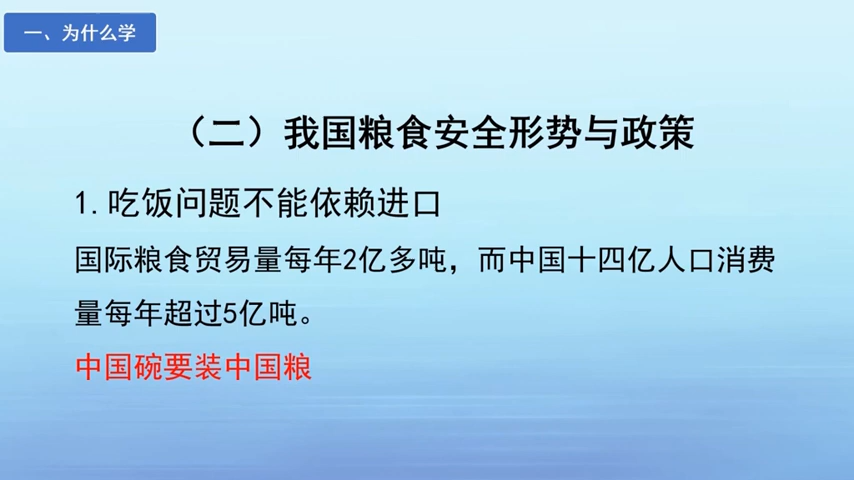 一、为什么学
（二）我国粮食安全形势与政策
1.吃饭问题不能依赖进口
国际粮食贸易量每年2亿多吨，而中国十四亿人口消费
量每年超过5亿吨。
中国碗要装中国粮